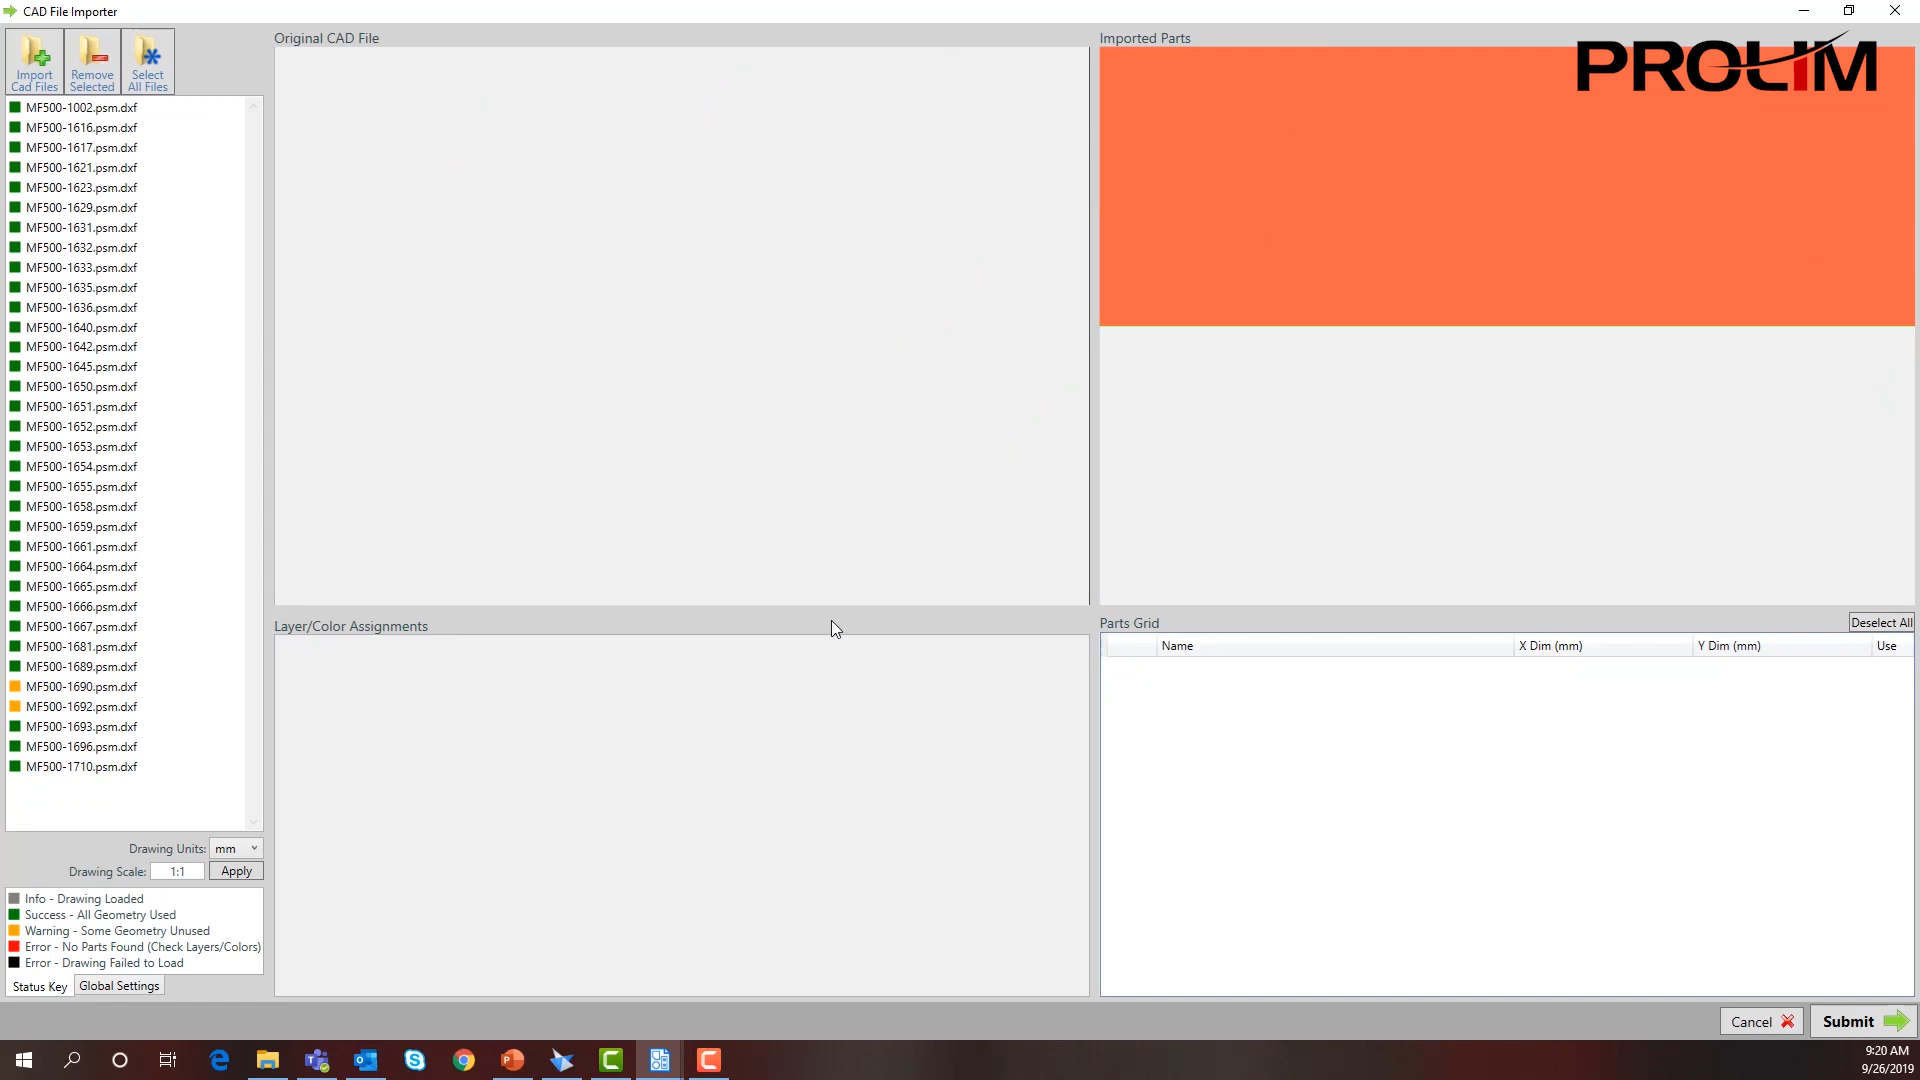 CAD File Importer
Import
Cad Files
Remove
Selected
Select
All Files
MF500-1002.psm.dxf
MF500-1616.psm.dxf
MF500-1617.psm.dxf
MF500-1621.psm.dxf
MF500-1623.psm.dxf
MF500-1629.psm.dxf
MF500-1631.psm.dxf
MF500-1632.psm.dxf
MF500-1633.psm.dxf
MF500-1635.psm.dxf
MF500-1636.psm.dxf
MF500-1640.psm.dxf
MF500-1642.psm.dxf
MF500-1645.psm.dxf
MF500-1650.psm.dxf
MF500-1651.psm.dxf
MF500-1652.psm.dxf
MF500-1653.psm.dxf
MF500-1654.psm.dxf
MF500-1655.psm.dxf
MF500-1658.psm.dxf
MF500-1659.psm.dxf
MF500-1661.psm.dxf
MF500-1664.psm.dxf
MF500-1665.psm.dxf
MF500-1666.psm.dxf
MF500-1667.psm.dxf
MF500-1681.psm.dxf
MF500-1689.psm.dxf
MF500-1690.psm.dxf
MF500-1692.psm.dxf
MF500-1693.psm.dxf
MF500-1696.psm.dxf
MF500-1710.psm.dxf
Drawing Units: mm
Drawing Scale: 1:1 Apply
Info - Drawing Loaded
Success - All Geometry Used
Warning - Some Geometry Unused
Error - No Parts Found (Check Layers/Colors)
Error - Drawing Failed to Load
Status Key Global Settings
Original CAD File
Layer/Color Assignments
Imported Parts
PROLIM
Parts Grid Deselect All
Name X Dim (mm) Y Dim (mm) Use
Cancel Submit
9:20 AM
9/26/2019